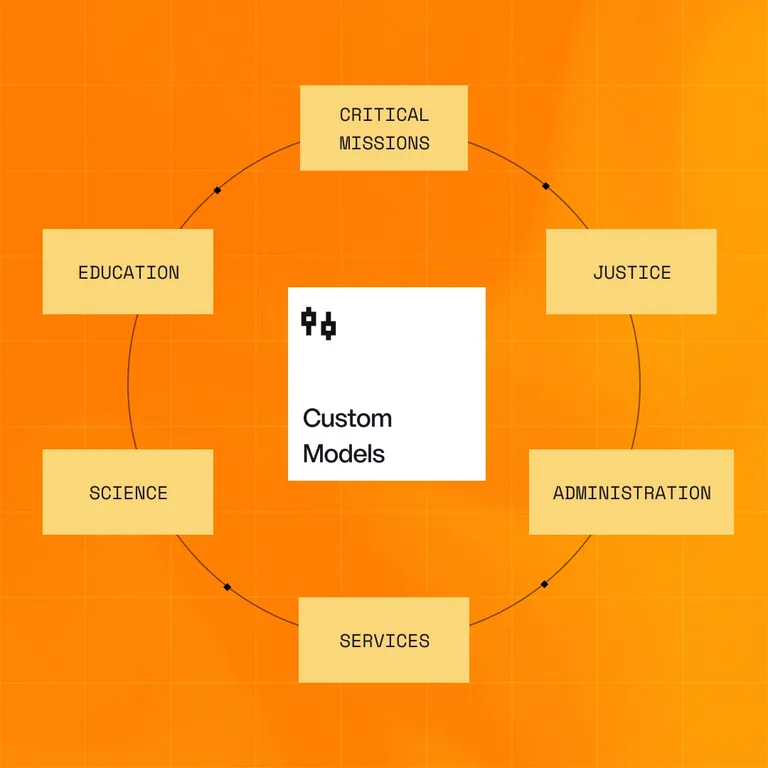 CRITICAL
MISSIONS
EDUCATION
JUSTICE
Custom
Models
SCIENCE
ADMINISTRATION
SERVICES